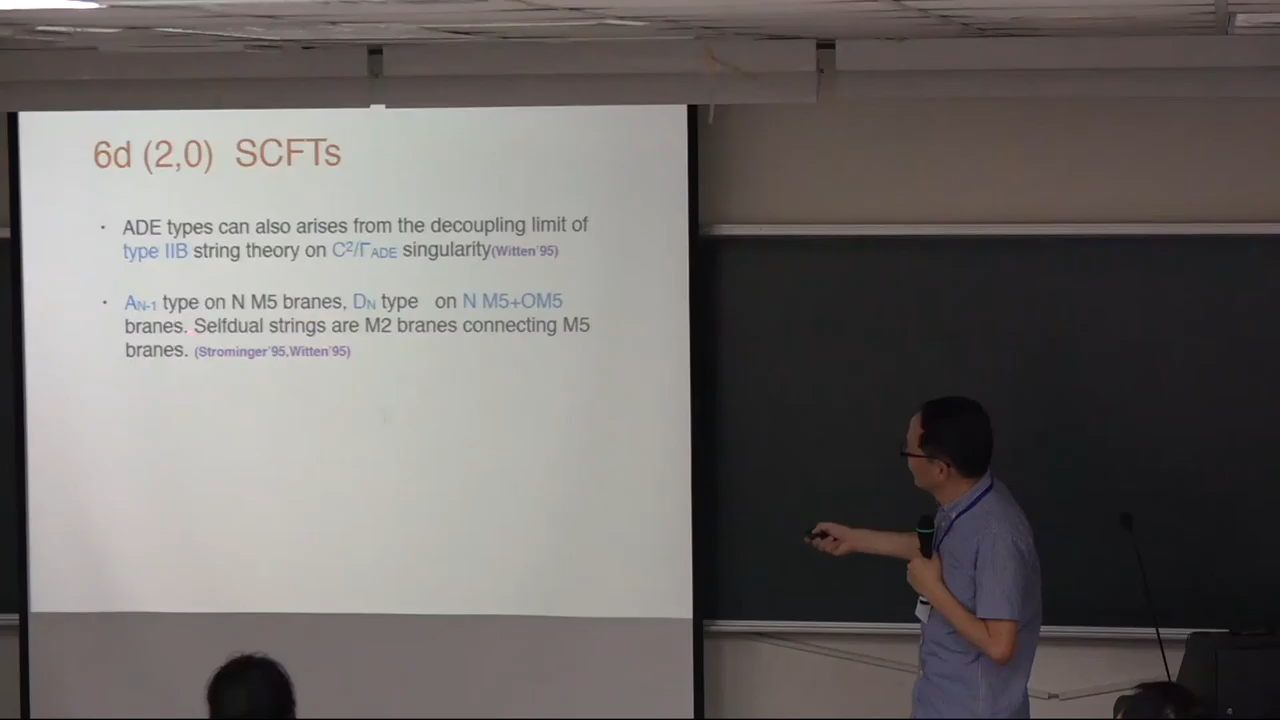 6d (2,0) SCFTs
· ADE types can also arises from the decoupling limit of
type IIB string theory on C²/Γ_ADE singularity(Witten'95)
· A_N-1 type on N M5 branes, D_N type on N M5+OM5
branes. Selfdual strings are M2 branes connecting M5
branes. (Strominger'95,Witten'95)